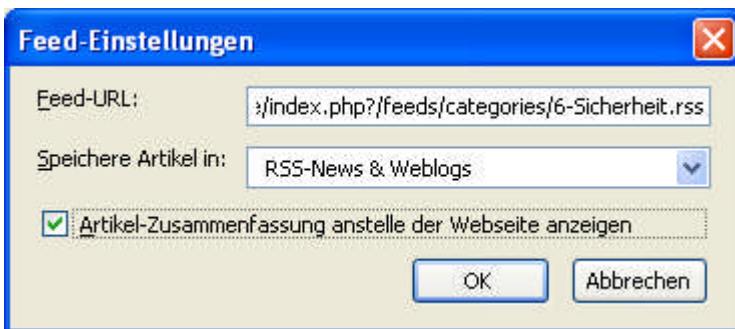 Feed-Einstellungen
Feed-URL: /index.php?/feeds/categories/6-Sicherheit.rss
Speichere Artikel in: RSS-News & Weblogs
Artikel-Zusammenfassung anstelle der Webseite anzeigen
OK Abbrechen